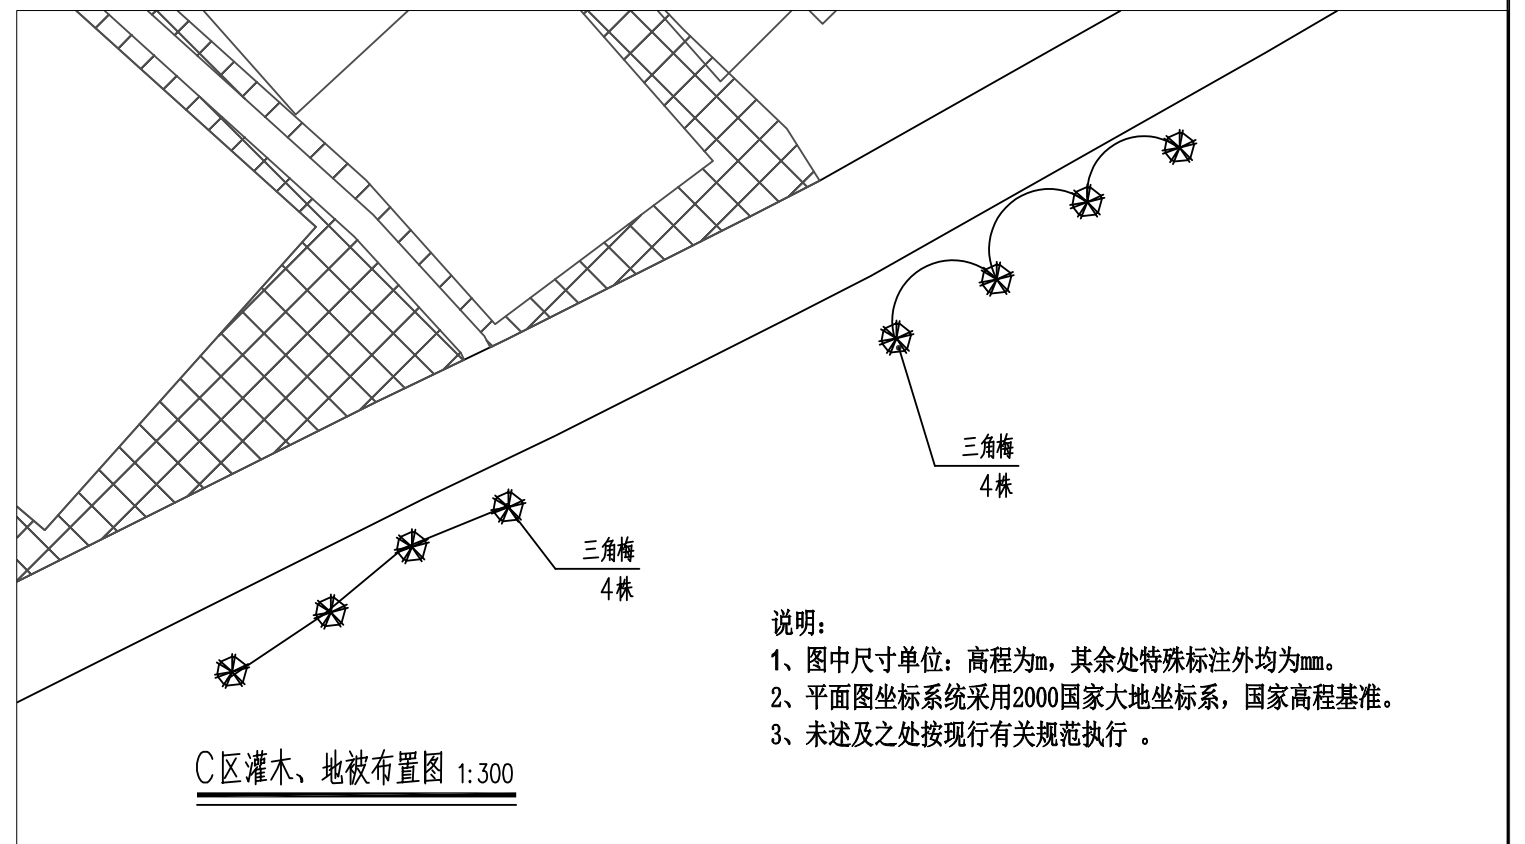 三角梅
4株
三角梅
4株
说明:
1、图中尺寸单位：高程为m，其余处特殊标注外均为mm。
2、平面图坐标系统采用2000国家大地坐标系，国家高程基准。
3、未述及之处按现行有关规范执行 。
C区灌木、地被布置图 1:300